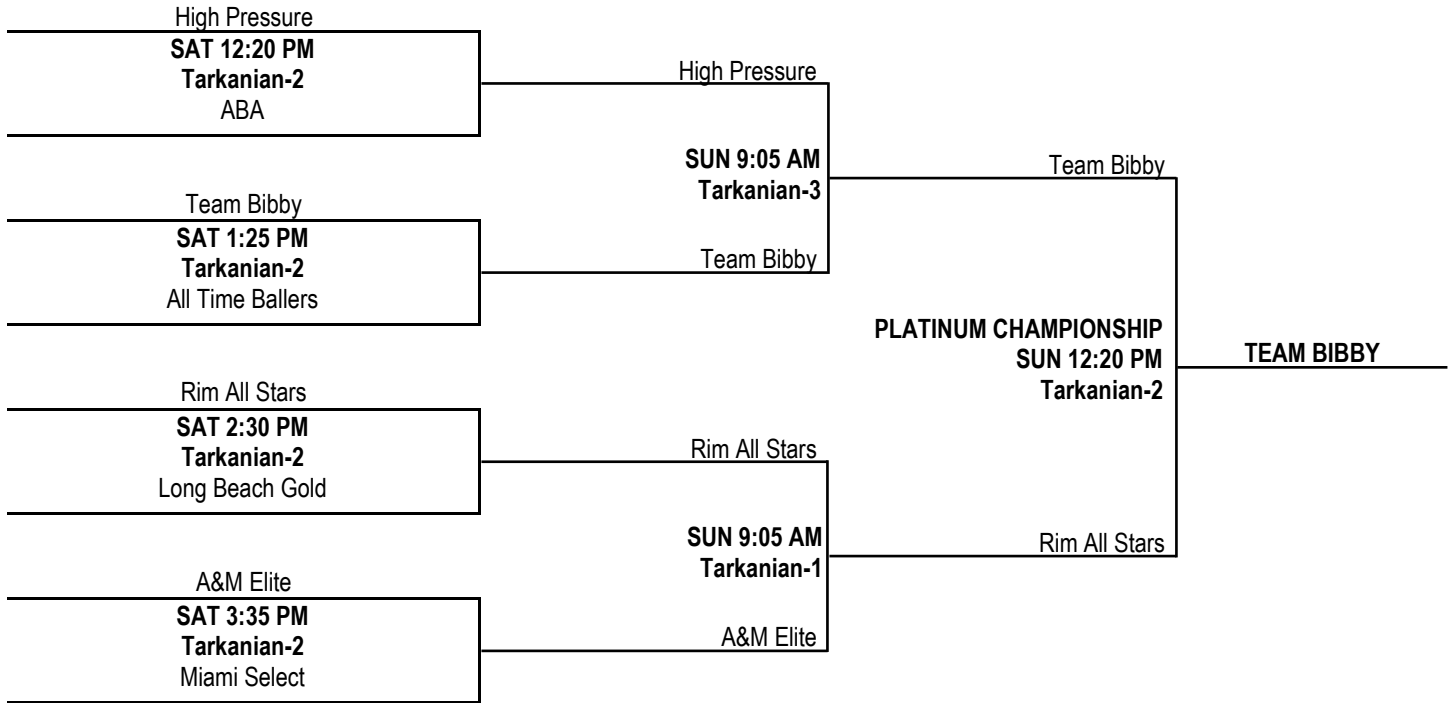 High Pressure
SAT 12:20 PM
Tarkanian-2
ABA
Team Bibby
SAT 1:25 PM
Tarkanian-2
All Time Ballers
Rim All Stars
SAT 2:30 PM
Tarkanian-2
Long Beach Gold
A&M Elite
SAT 3:35 PM
Tarkanian-2
Miami Select
High Pressure
SUN 9:05 AM
Tarkanian-3
Team Bibby
Rim All Stars
SUN 9:05 AM
Tarkanian-1
A&M Elite
Team Bibby
PLATINUM CHAMPIONSHIP
SUN 12:20 PM
Tarkanian-2
Rim All Stars
TEAM BIBBY